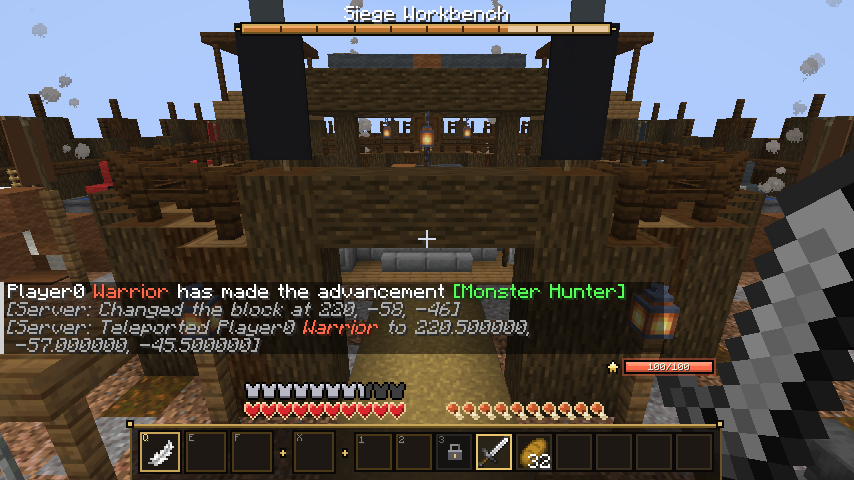 Siege Workbench
Player0 Warrior has made the advancement [Monster Hunter]
[Server: Changed the block at 220, -58, -46]
[Server: Teleported Player0 Warrior to 220.500000,
-57.000000, -45.500000]
100/100
Q E F X 1 2 3
32